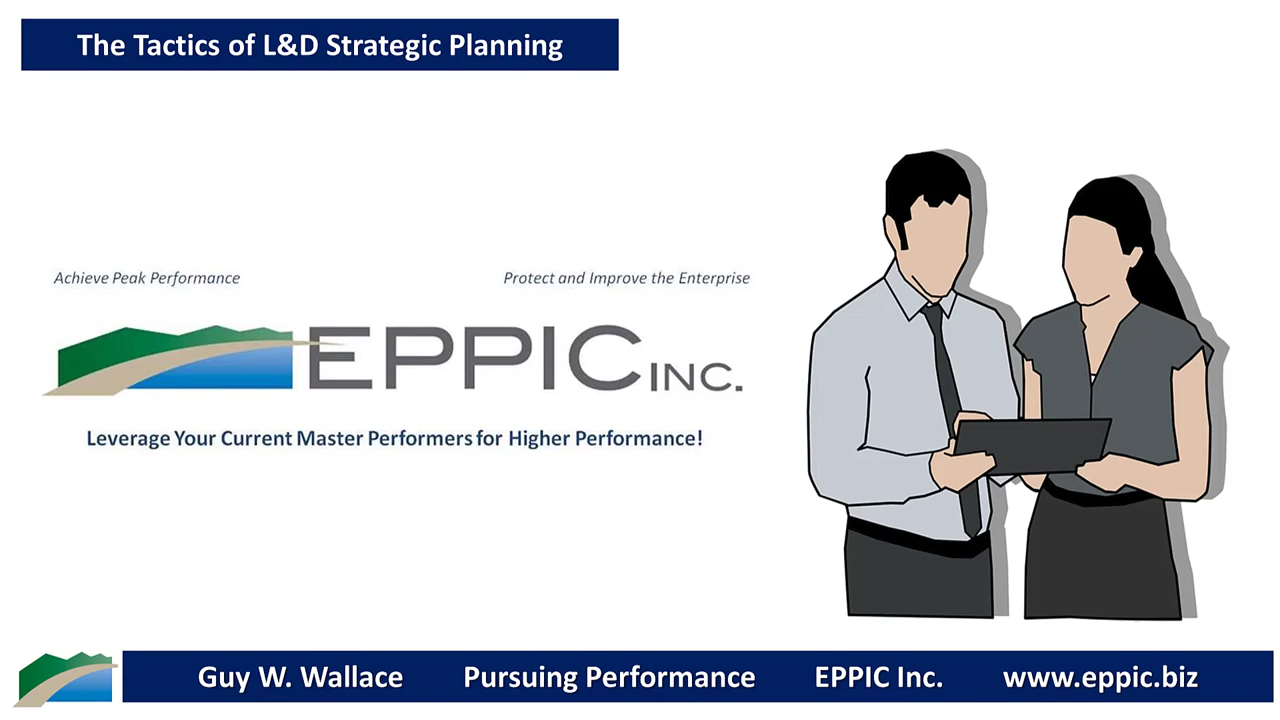 The Tactics of L&D Strategic Planning
Achieve Peak Performance
Protect and Improve the Enterprise
EPPIC INC.
Leverage Your Current Master Performers for Higher Performance!
Guy W. Wallace Pursuing Performance EPPIC Inc. www.eppic.biz